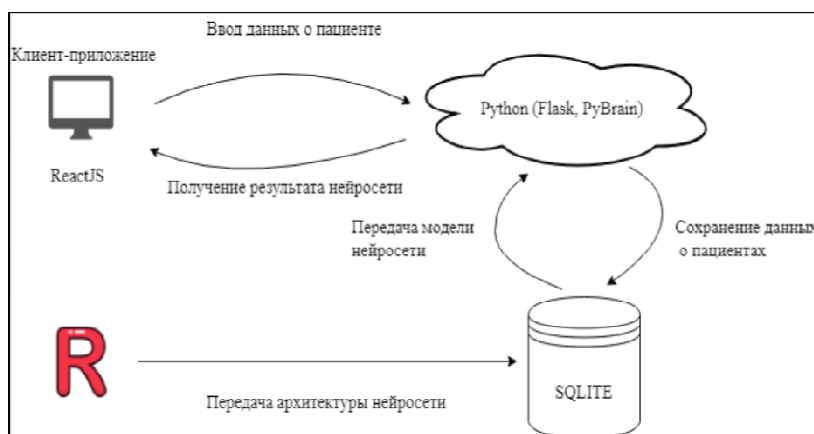 Ввод данных о пациенте
Клиент-приложение
Python (Flask, PyBrain)
ReactJS
Получение результата нейросети
Передача модели
нейросети
Сохранение данных
о пациентах
R
SQLITE
Передача архитектуры нейросети